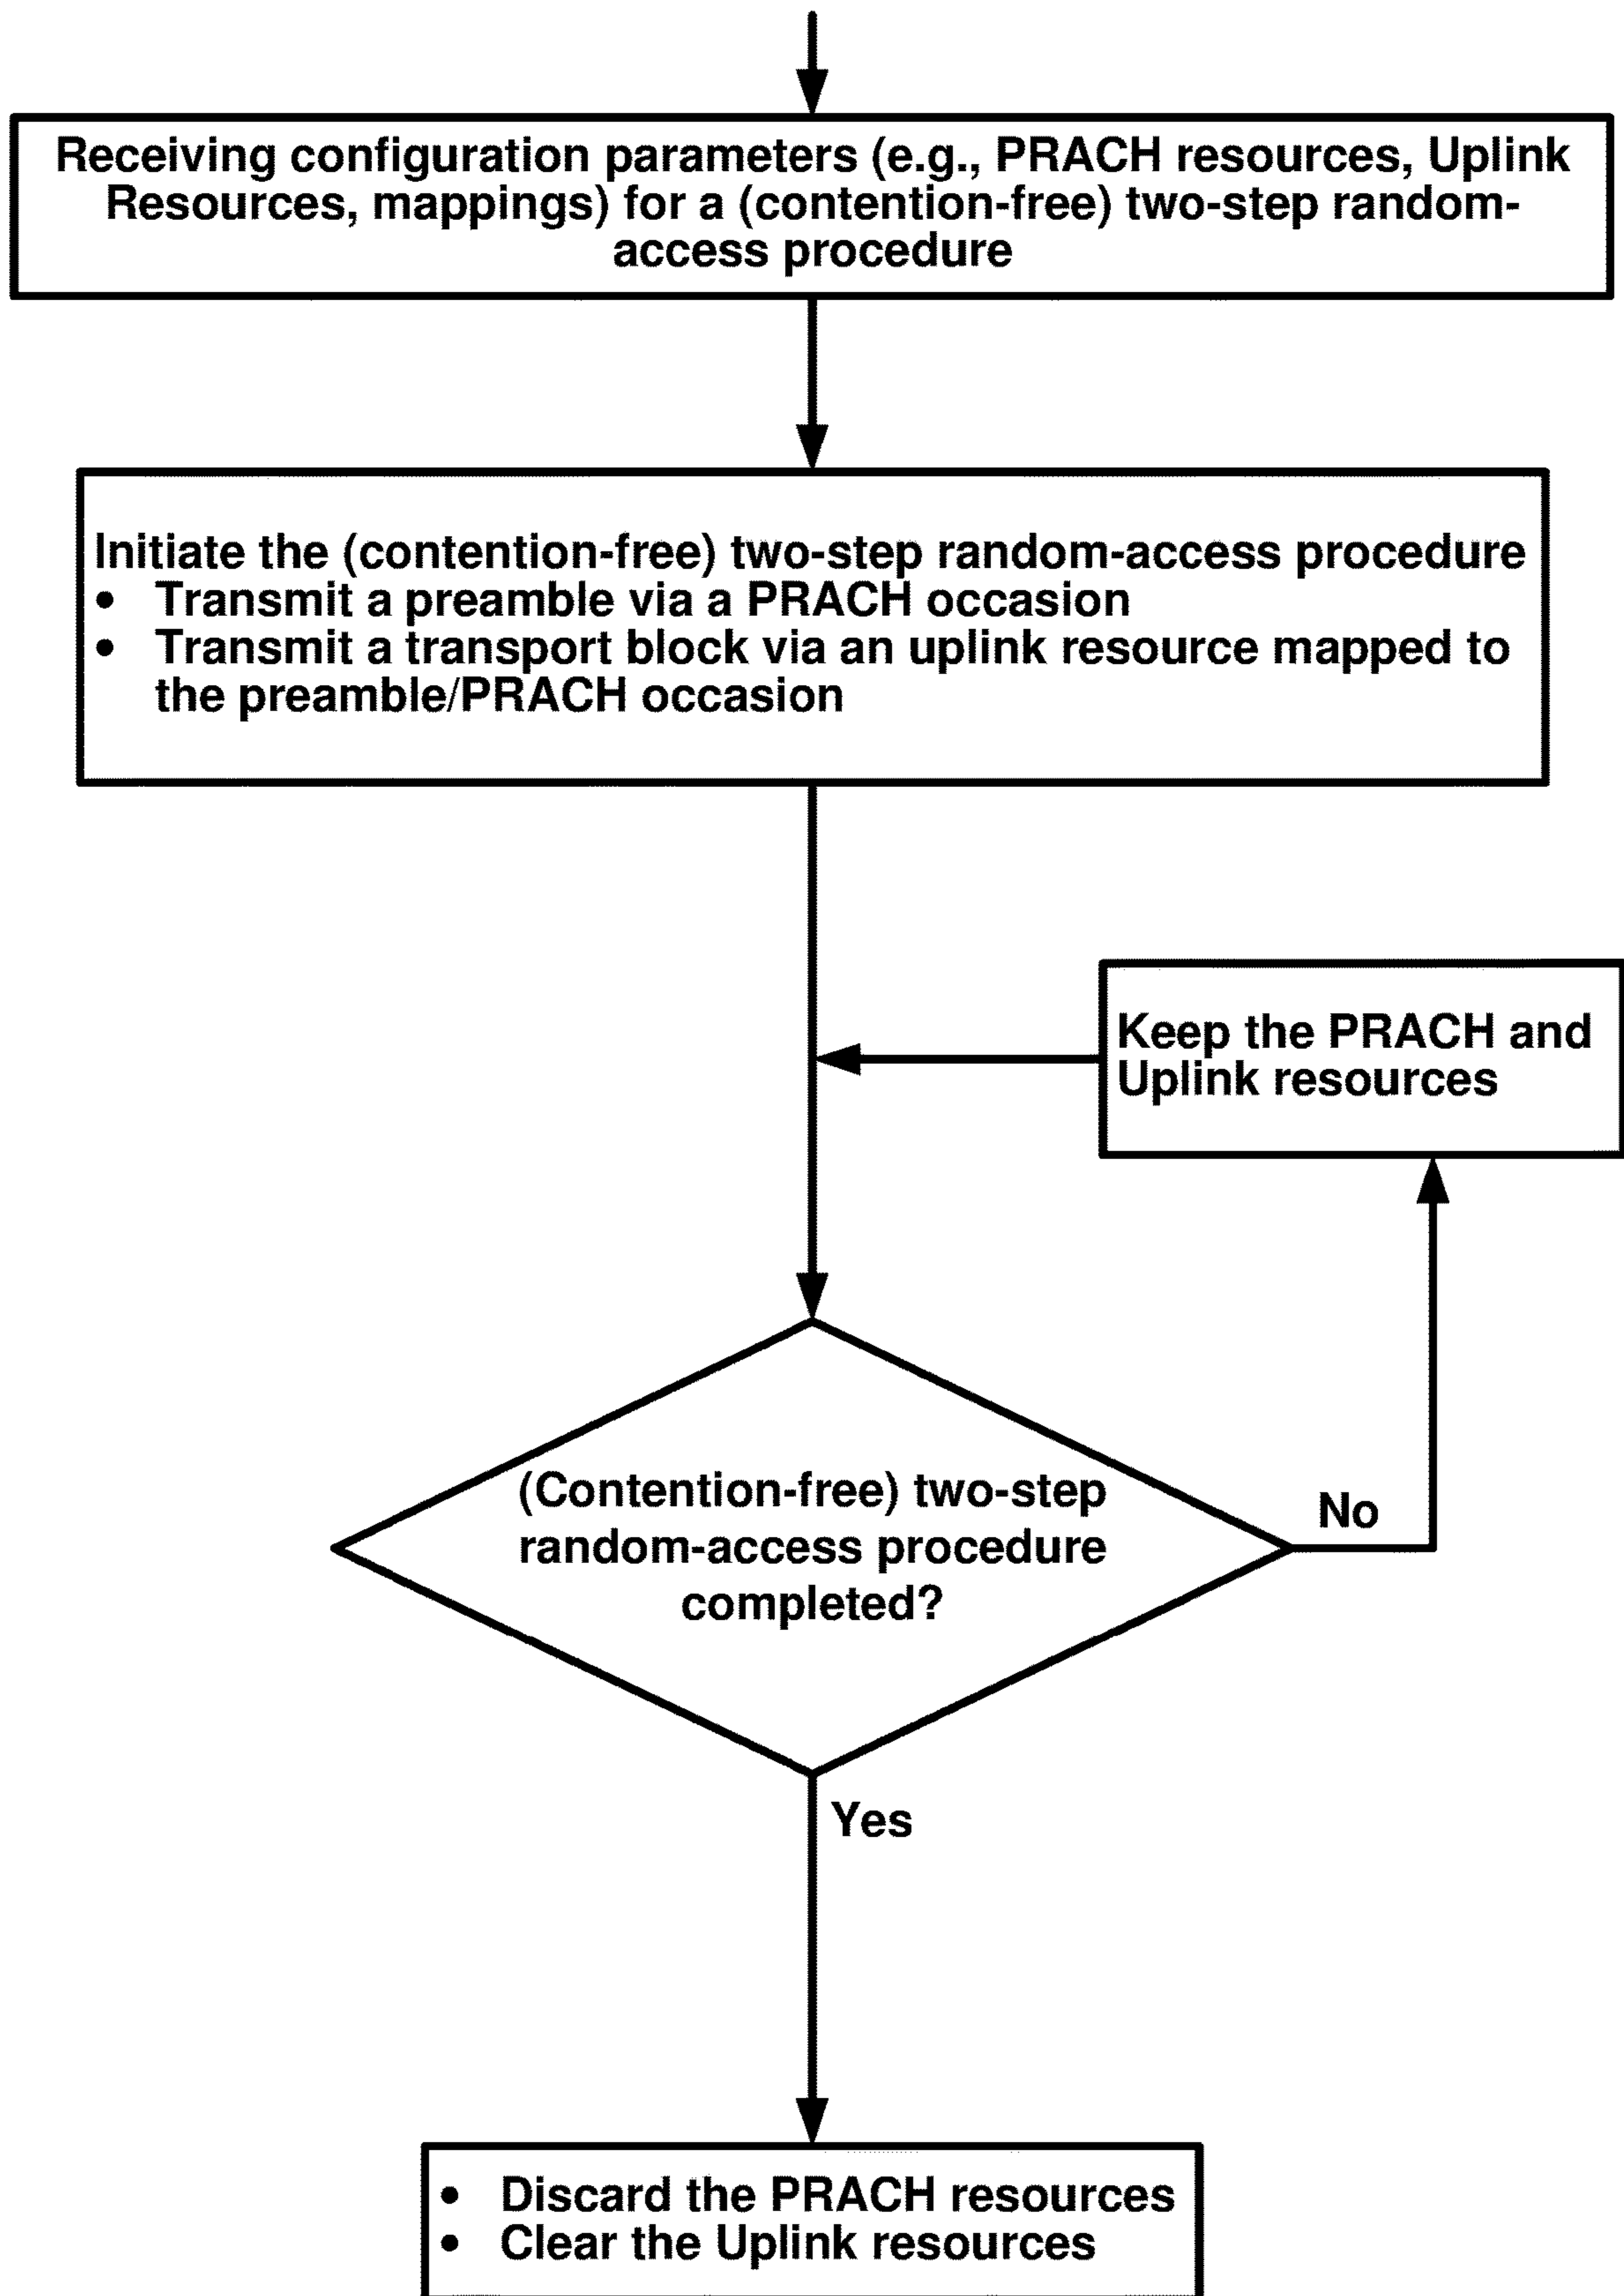 Receiving configuration parameters (e.g., PRACH resources, Uplink
Resources, mappings) for a (contention-free) two-step random-
access procedure
Initiate the (contention-free) two-step random-access procedure
• Transmit a preamble via a PRACH occasion
• Transmit a transport block via an uplink resource mapped to
the preamble/PRACH occasion
Keep the PRACH and
Uplink resources
(Contention-free) two-step
random-access procedure
completed?
No
Yes
• Discard the PRACH resources
• Clear the Uplink resources